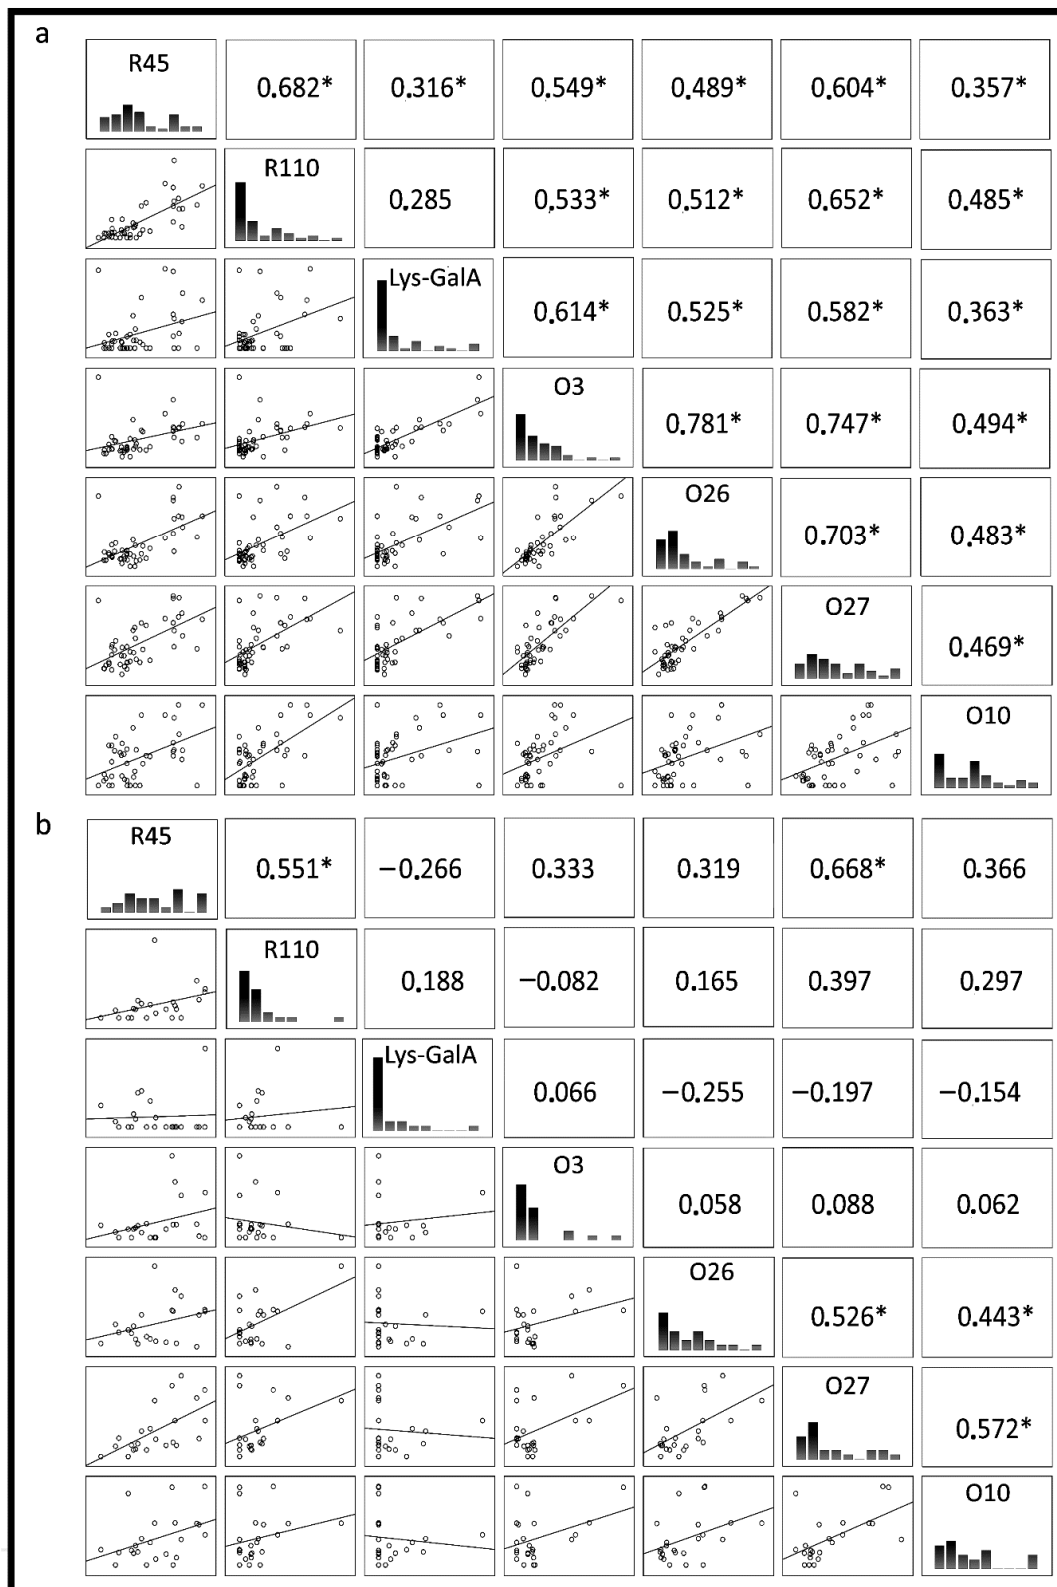 a
R45
0.682*
0.316*
0.549*
0.489*
0.604*
0.357*
R110
0.285
0.533*
0.512*
0.652*
0.485*
Lys-GalA
0.614*
0.525*
0.582*
0.363*
O3
0.781*
0.747*
0.494*
O26
0.703*
0.483*
O27
0.469*
O10
b
R45
0.551*
−0.266
0.333
0.319
0.668*
0.366
R110
0.188
−0.082
0.165
0.397
0.297
Lys-GalA
0.066
−0.255
−0.197
−0.154
O3
0.058
0.088
0.062
O26
0.526*
0.443*
O27
0.572*
O10